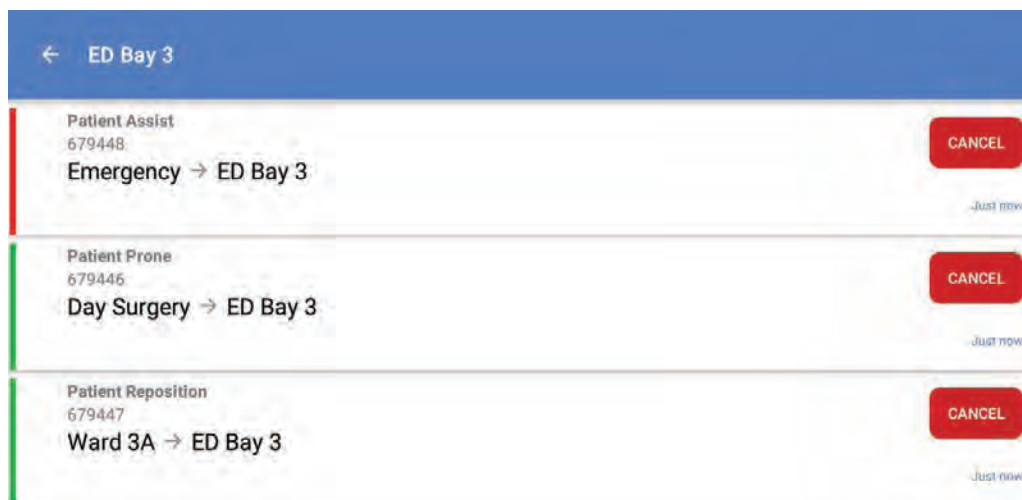 ← ED Bay 3
Patient Assist
679448
Emergency → ED Bay 3
CANCEL
Just now
Patient Prone
679446
Day Surgery → ED Bay 3
CANCEL
Just now
Patient Reposition
679447
Ward 3A → ED Bay 3
CANCEL
Just now